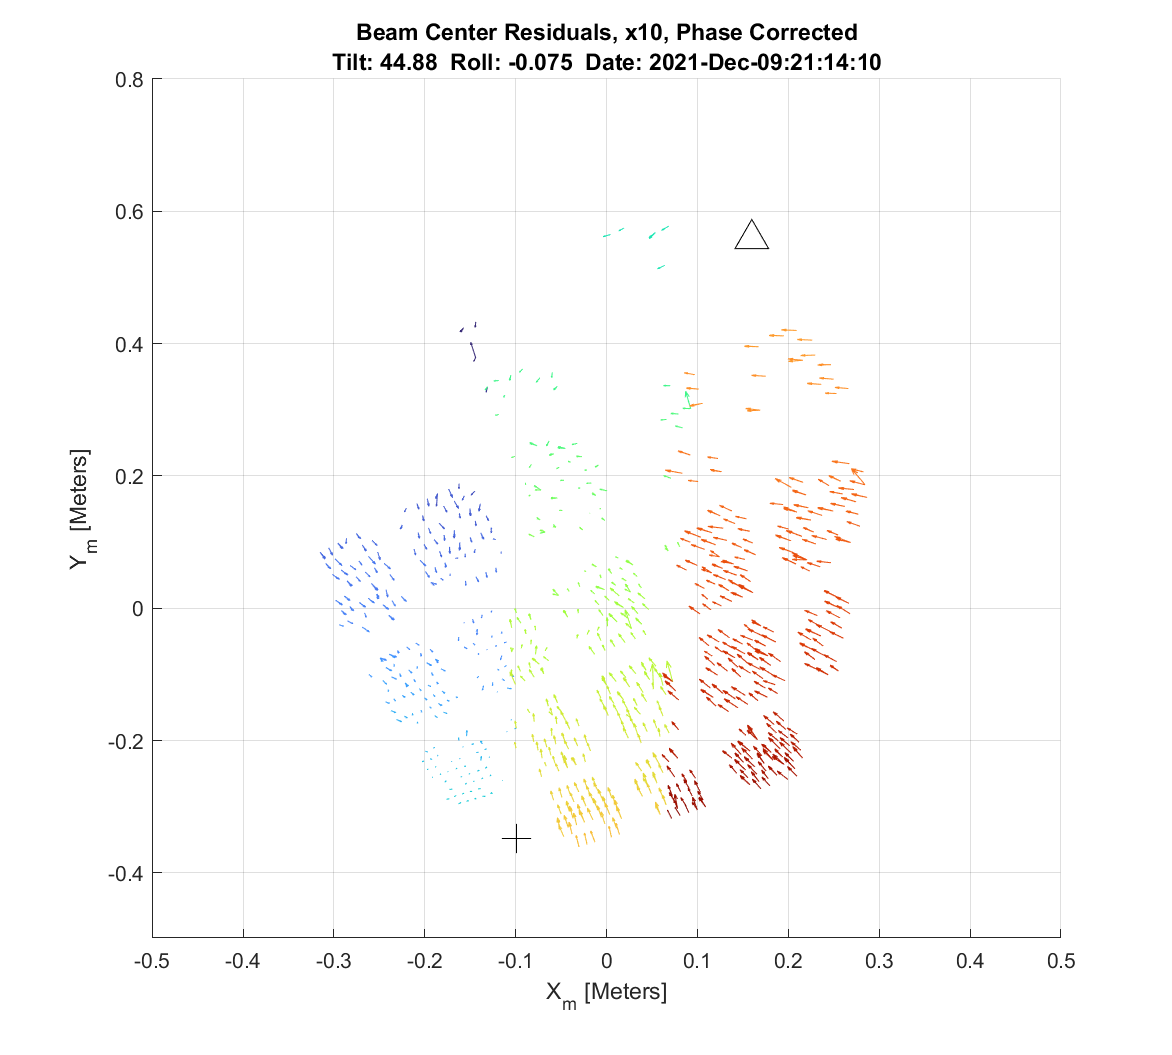 Beam Center Residuals, x10, Phase Corrected
Tilt: 44.88  Roll: -0.075  Date: 2021-Dec-09:21:14:10
0.8
0.6
0.4
0.2
0
-0.2
-0.4
Y_m [Meters]
-0.5 -0.4 -0.3 -0.2 -0.1 0 0.1 0.2 0.3 0.4 0.5
X_m [Meters]